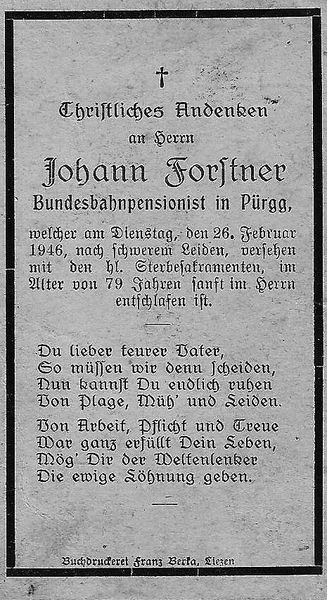 Christliches Andenken
an Herrn
Johann Forstner
Bundesbahnpensionist in Pürgg,
welcher am Dienstag, den 26. Februar
1946, nach schwerem Leiden, versehen
mit den hl. Sterbesakramenten, im
Alter von 79 Jahren sanft im Herrn
entschlafen ist.
Du lieber teurer Vater,
So müssen wir denn scheiden,
Nun kannst Du endlich ruhen
Von Plage, Müh' und Leiden.
Von Arbeit, Pflicht und Treue
War ganz erfüllt Dein Leben,
Mög' Dir der Weltenlenker
Die ewige Löhnung geben.
Buchdruckerei Franz Berka, Liezen